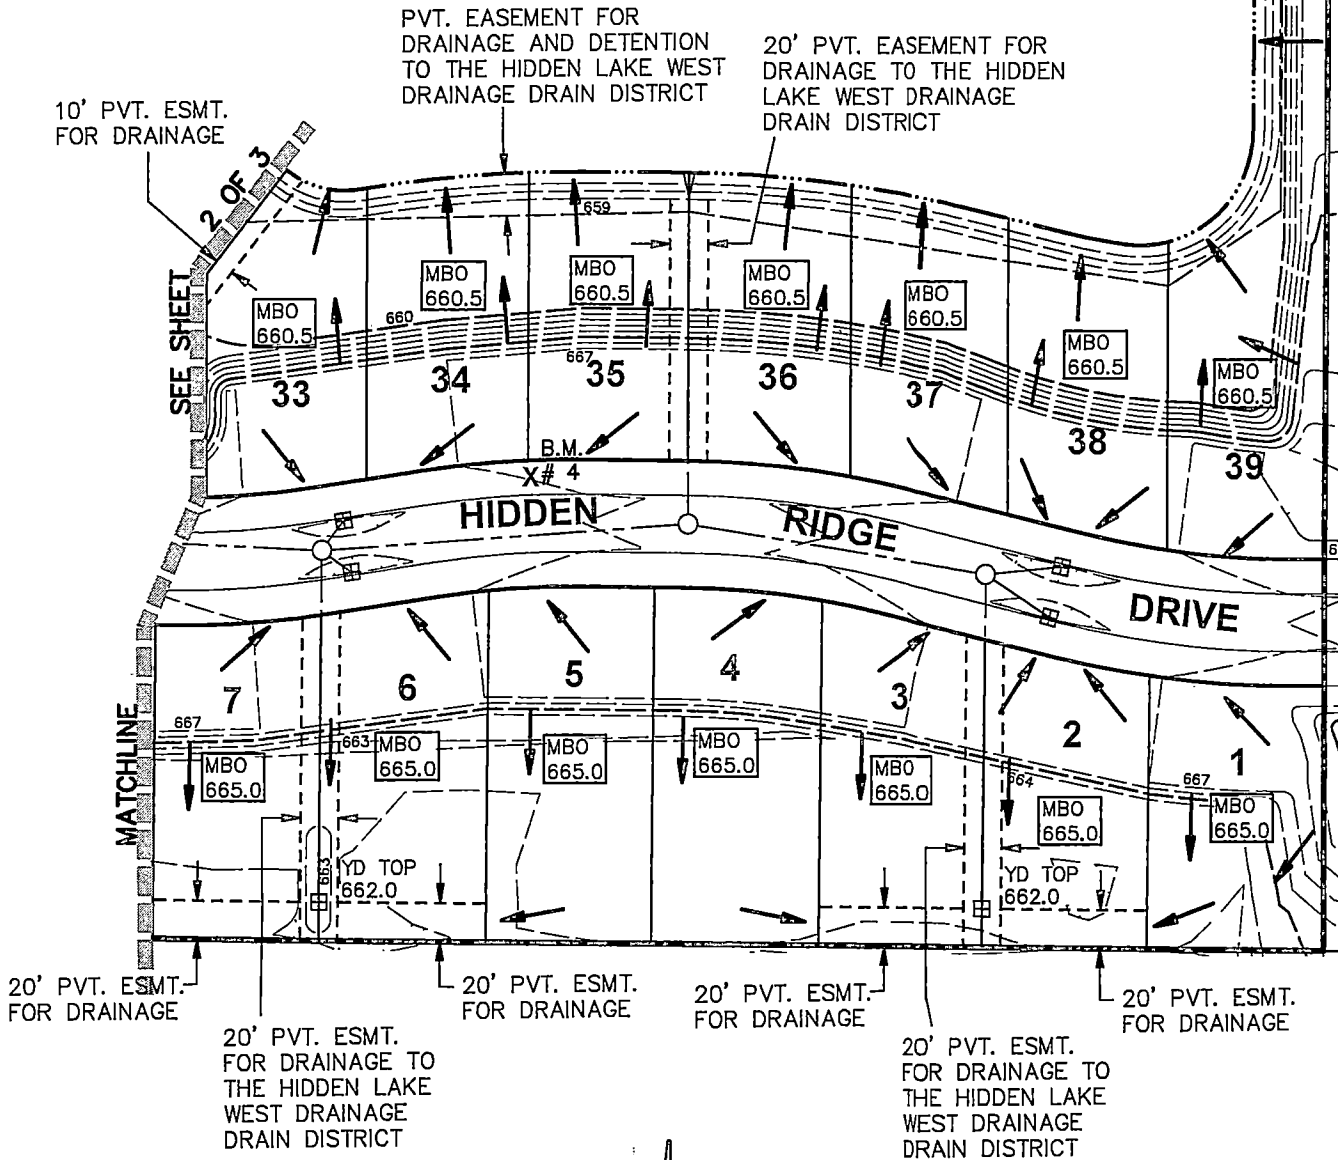 PVT. EASEMENT FOR
DRAINAGE AND DETENTION
TO THE HIDDEN LAKE WEST
DRAINAGE DRAIN DISTRICT
20' PVT. EASEMENT FOR
DRAINAGE TO THE HIDDEN
LAKE WEST DRAINAGE
DRAIN DISTRICT
10' PVT. ESMT.
FOR DRAINAGE
SEE SHEET 2 OF 3
659
MBO
660.5
MBO
660.5
MBO
660.5
MBO
660.5
MBO
660.5
MBO
660.5
MBO
660.5
660
667
33
34
35
36
37
38
39
B.M.
X# 4
HIDDEN RIDGE DRIVE
7
6
5
4
3
2
1
MATCHLINE
667
663
664
667
MBO
665.0
MBO
665.0
MBO
665.0
MBO
665.0
MBO
665.0
MBO
665.0
MBO
665.0
663
YD TOP
662.0
YD TOP
662.0
20' PVT. ESMT.
FOR DRAINAGE
20' PVT. ESMT.
FOR DRAINAGE
20' PVT. ESMT.
FOR DRAINAGE
20' PVT. ESMT.
FOR DRAINAGE
20' PVT. ESMT.
FOR DRAINAGE TO
THE HIDDEN LAKE
WEST DRAINAGE
DRAIN DISTRICT
20' PVT. ESMT.
FOR DRAINAGE TO
THE HIDDEN LAKE
WEST DRAINAGE
DRAIN DISTRICT